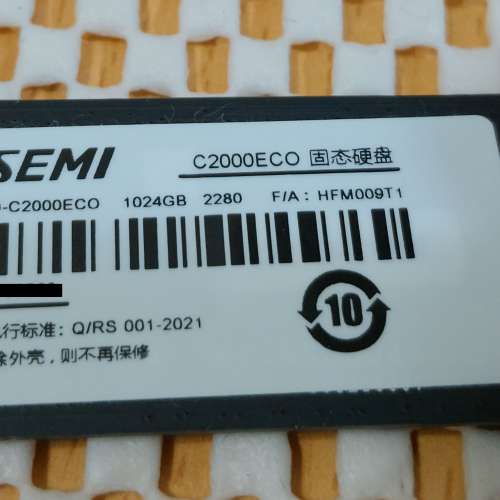 SEMI
C2000ECO 固态硬盘
-C2000ECO 1024GB 2280 F/A: HFM009T1
10
行标准: Q/RS 001-2021
除外壳, 则不再保修